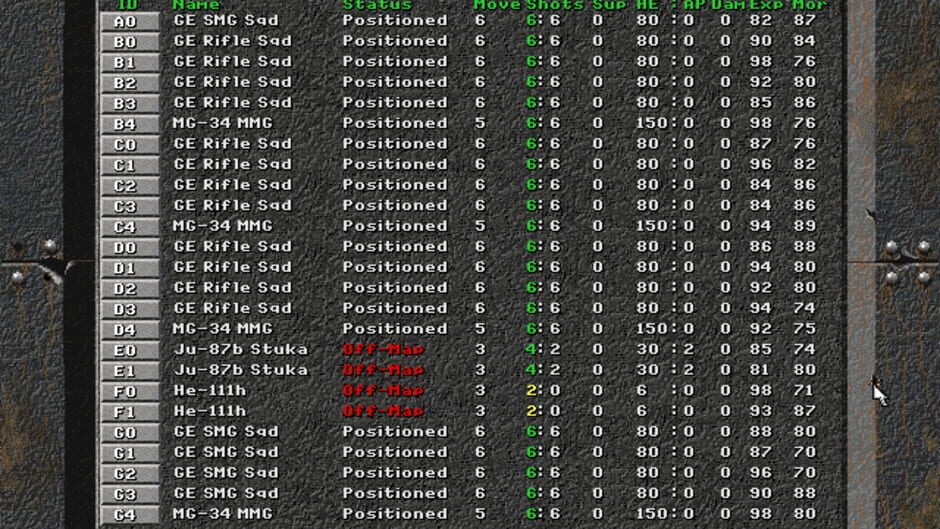 ID Name Status Move Shots Sup HE : AP Dam Exp Mor
A0 GE SMG Sqd Positioned 6 6: 6 0 80 : 0 0 82 87
B0 GE Rifle Sqd Positioned 6 6: 6 0 80 : 0 0 90 84
B1 GE Rifle Sqd Positioned 6 6: 6 0 80 : 0 0 98 76
B2 GE Rifle Sqd Positioned 6 6: 6 0 80 : 0 0 92 80
B3 GE Rifle Sqd Positioned 6 6: 6 0 80 : 0 0 85 86
B4 MG-34 MMG Positioned 5 6: 6 0 150: 0 0 98 76
C0 GE Rifle Sqd Positioned 6 6: 6 0 80 : 0 0 87 76
C1 GE Rifle Sqd Positioned 6 6: 6 0 80 : 0 0 96 82
C2 GE Rifle Sqd Positioned 6 6: 6 0 80 : 0 0 84 86
C3 GE Rifle Sqd Positioned 6 6: 6 0 80 : 0 0 84 86
C4 MG-34 MMG Positioned 5 6: 6 0 150: 0 0 94 89
D0 GE Rifle Sqd Positioned 6 6: 6 0 80 : 0 0 86 88
D1 GE Rifle Sqd Positioned 6 6: 6 0 80 : 0 0 94 80
D2 GE Rifle Sqd Positioned 6 6: 6 0 80 : 0 0 92 80
D3 GE Rifle Sqd Positioned 6 6: 6 0 80 : 0 0 94 74
D4 MG-34 MMG Positioned 5 6: 6 0 150: 0 0 92 75
E0 Ju-87b Stuka Off-Map 3 4: 2 0 30 : 2 0 85 74
E1 Ju-87b Stuka Off-Map 3 4: 2 0 30 : 2 0 81 80
F0 He-111h Off-Map 3 2: 0 0 6 : 0 0 98 71
F1 He-111h Off-Map 3 2: 0 0 6 : 0 0 93 87
G0 GE SMG Sqd Positioned 6 6: 6 0 80 : 0 0 88 80
G1 GE SMG Sqd Positioned 6 6: 6 0 80 : 0 0 87 70
G2 GE SMG Sqd Positioned 6 6: 6 0 80 : 0 0 96 70
G3 GE SMG Sqd Positioned 6 6: 6 0 80 : 0 0 90 88
G4 MG-34 MMG Positioned 5 6: 6 0 150: 0 0 98 80